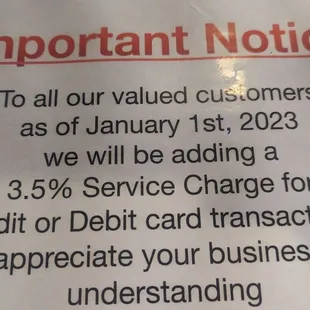 mportant Notic
To all our valued customers
as of January 1st, 2023
we will be adding a
3.5% Service Charge for
dit or Debit card transact
appreciate your busines
understanding